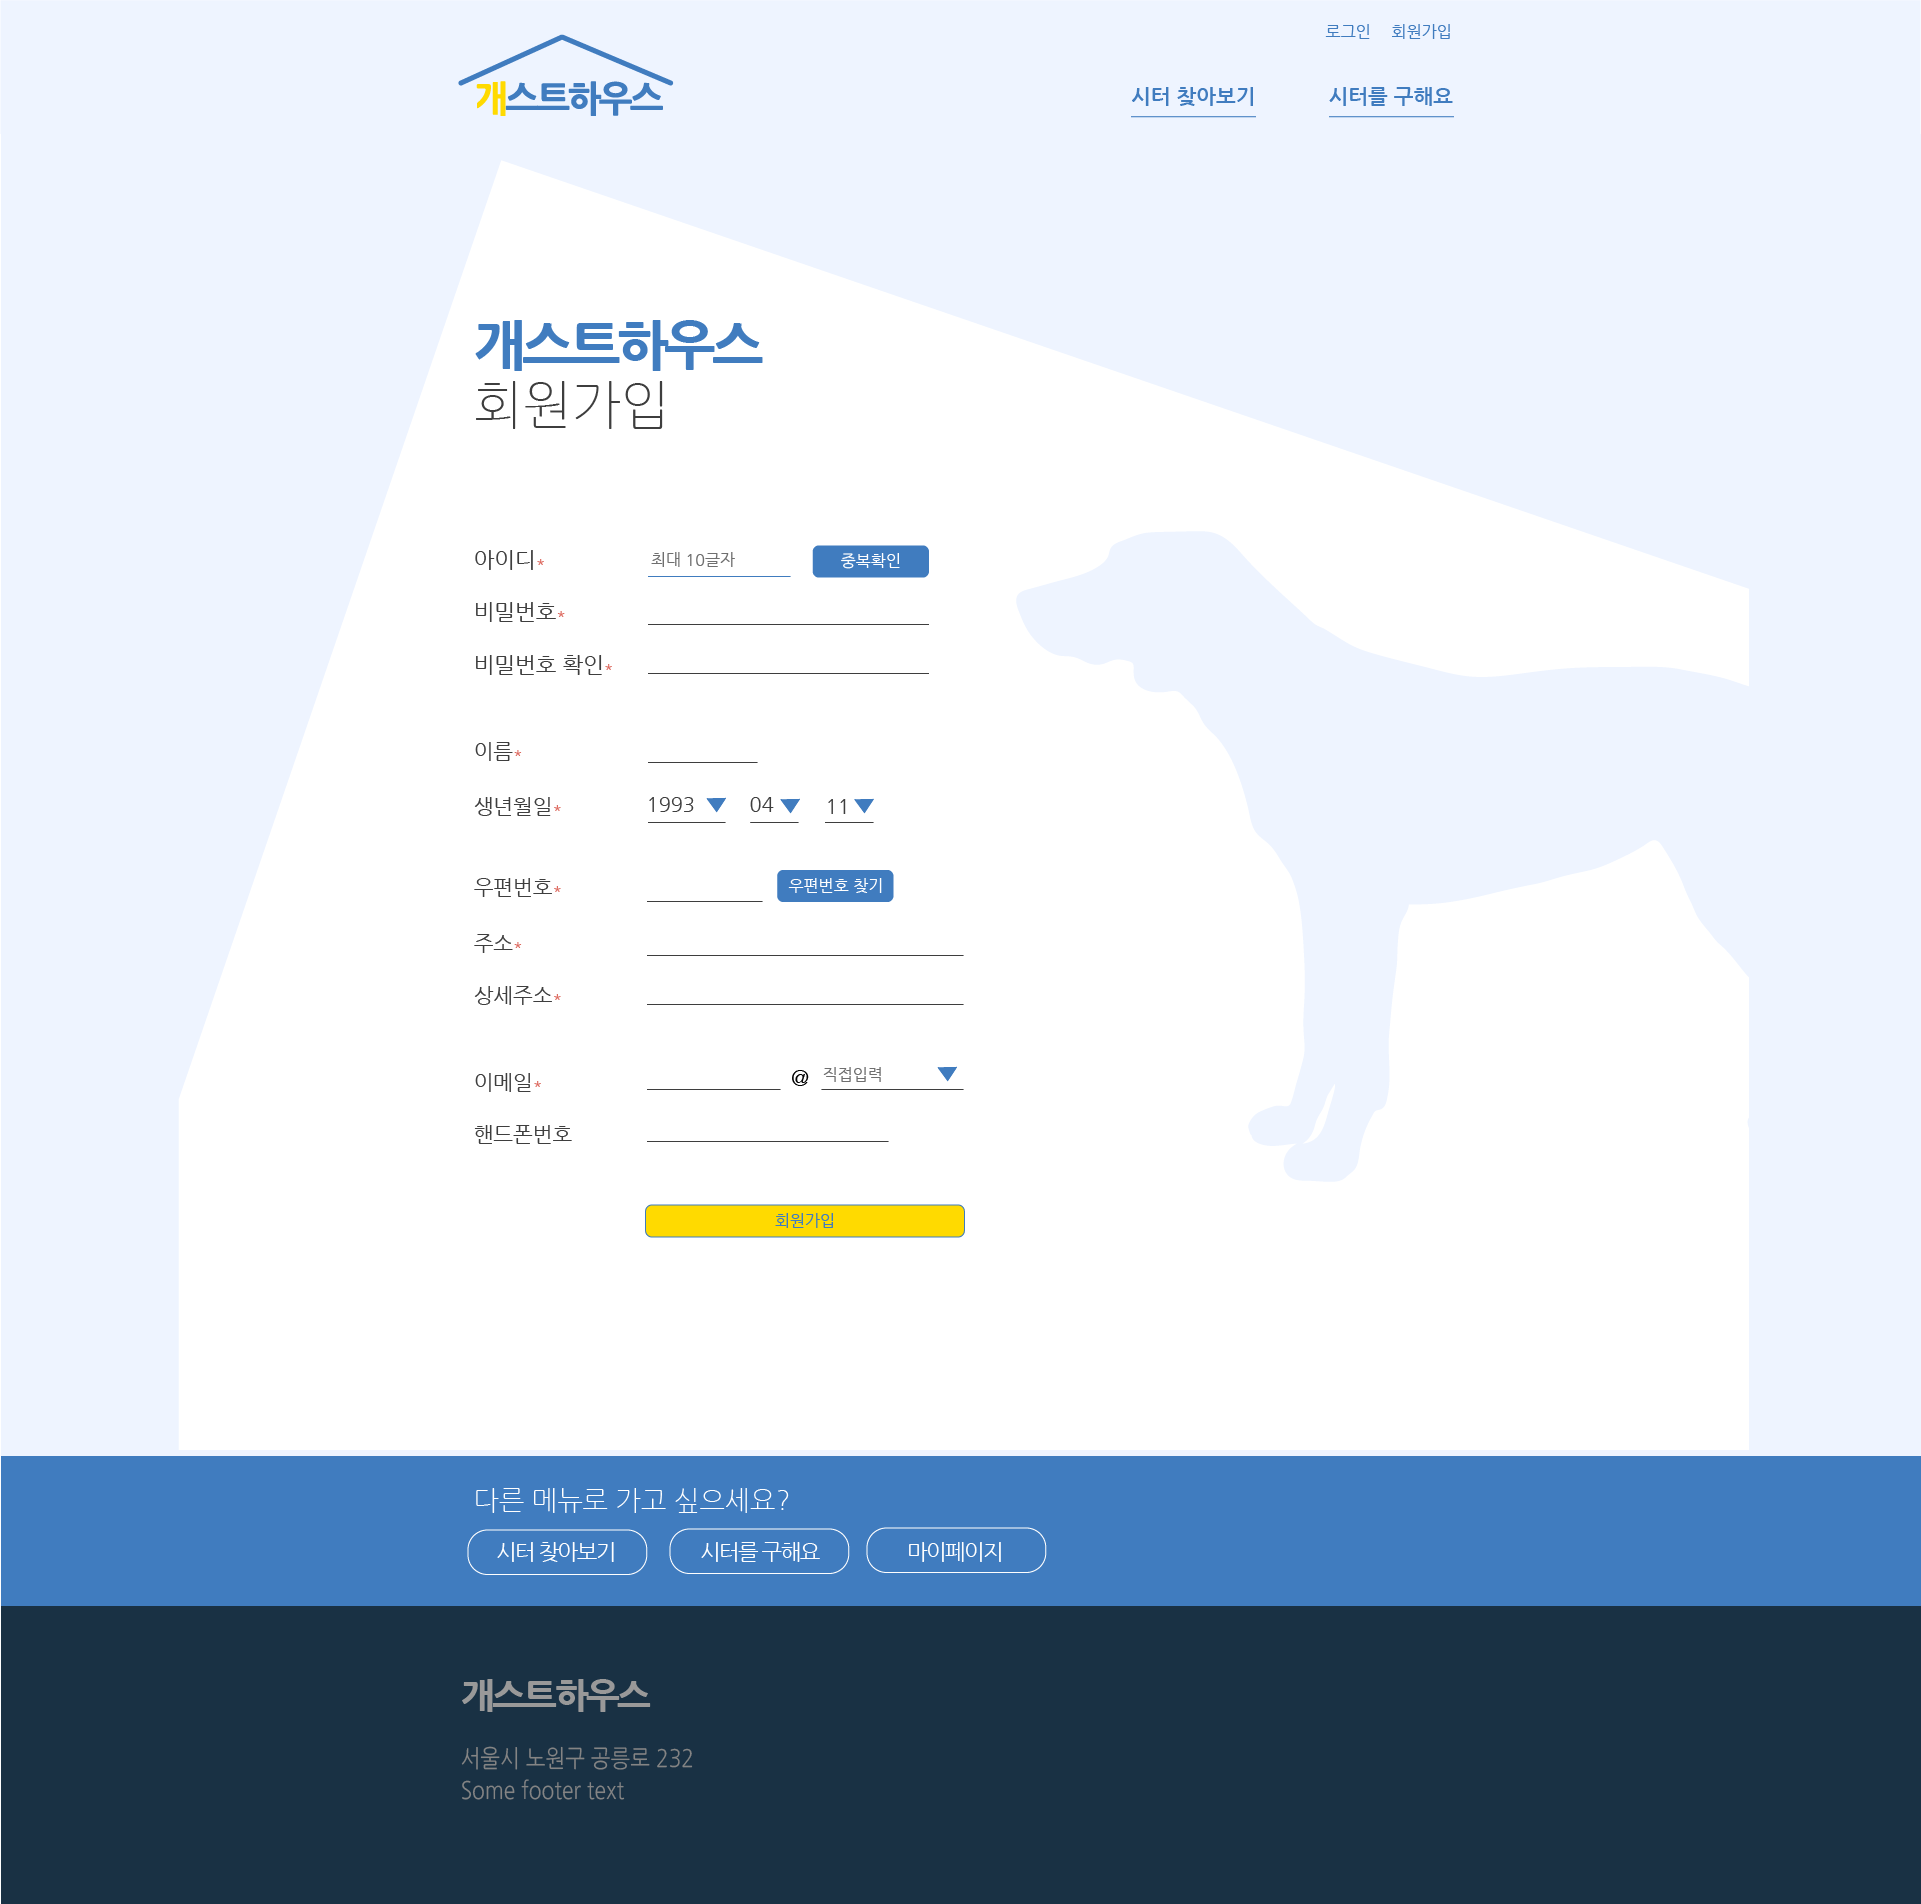 로그인 회원가입
개스트하우스
시터 찾아보기 시터를 구해요
개스트하우스
회원가입
아이디* 최대 10글자 중복확인
비밀번호*
비밀번호 확인*
이름*
생년월일* 1993 04 11
우편번호* 우편번호 찾기
주소*
상세주소*
이메일* @ 직접입력
핸드폰번호
회원가입
다른 메뉴로 가고 싶으세요?
시터 찾아보기 시터를 구해요 마이페이지
개스트하우스
서울시 노원구 공릉로 232
Some footer text